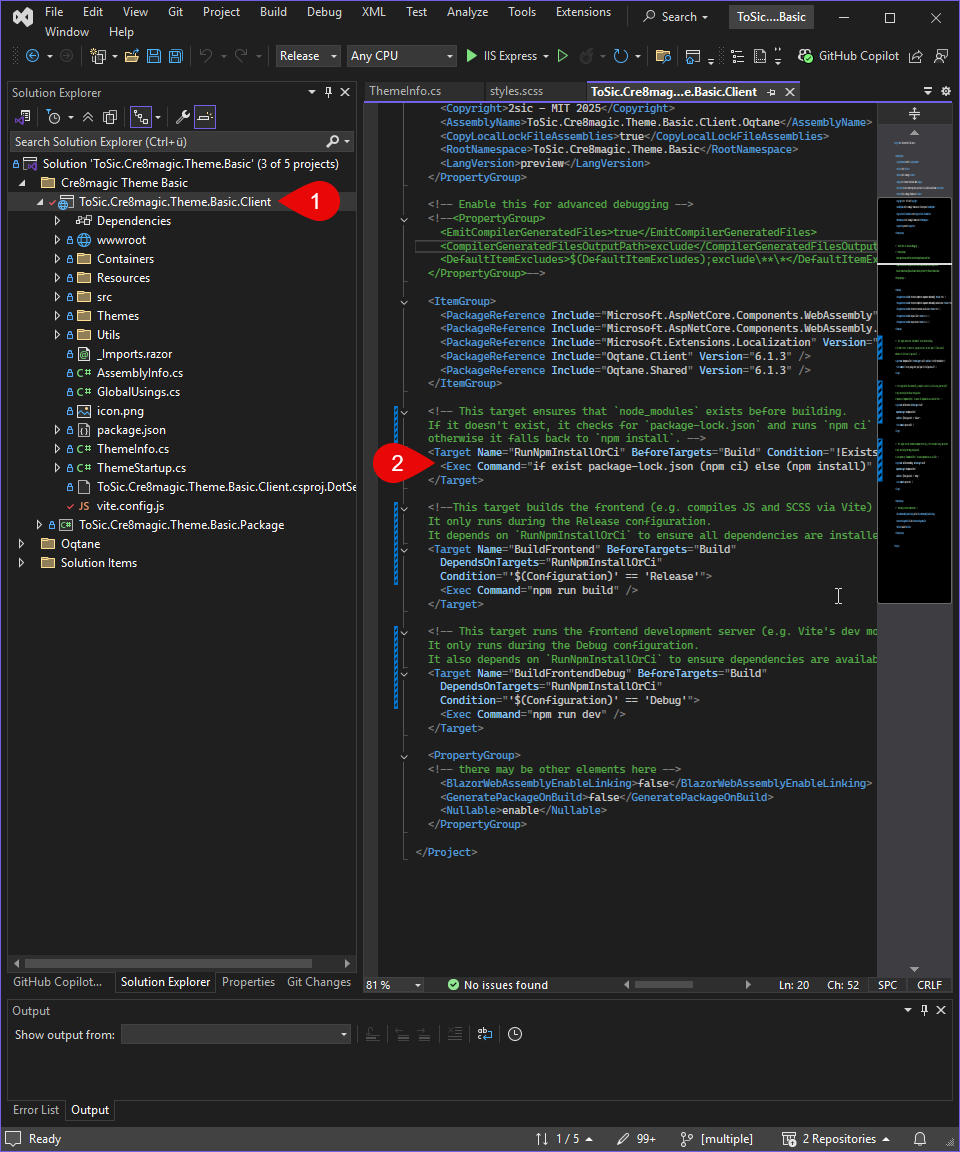 File Edit View Git Project Build Debug XML Test Analyze Tools Extensions Search ToSic....Basic
Window Help
Release Any CPU IIS Express GitHub Copilot
Solution Explorer
ThemeInfo.cs styles.scss ToSic.Cre8mag...e.Basic.Client
Search Solution Explorer (Ctrl+ü)
Solution 'ToSic.Cre8magic.Theme.Basic' (3 of 5 projects)
Cre8magic Theme Basic
ToSic.Cre8magic.Theme.Basic.Client
1
Dependencies
wwwroot
Containers
Resources
src
Themes
Utils
_Imports.razor
C# AssemblyInfo.cs
C# GlobalUsings.cs
icon.png
package.json
C# ThemeInfo.cs
C# ThemeStartup.cs
ToSic.Cre8magic.Theme.Basic.Client.csproj.DotSe
JS vite.config.js
C# ToSic.Cre8magic.Theme.Basic.Package
Oqtane
Solution Items
<Copyright>2sic – MIT 2025</Copyright>
<AssemblyName>ToSic.Cre8magic.Theme.Basic.Client.Oqtane</AssemblyName>
<CopyLocalLockFileAssemblies>true</CopyLocalLockFileAssemblies>
<RootNamespace>ToSic.Cre8magic.Theme.Basic</RootNamespace>
<LangVersion>preview</LangVersion>
</PropertyGroup>
<!-- Enable this for advanced debugging -->
<!--<PropertyGroup>
<EmitCompilerGeneratedFiles>true</EmitCompilerGeneratedFiles>
<CompilerGeneratedFilesOutputPath>exclude</CompilerGeneratedFilesOutput
<DefaultItemExcludes>$(DefaultItemExcludes);exclude\**\*</DefaultItemEx
</PropertyGroup>-->
<ItemGroup>
<PackageReference Include="Microsoft.AspNetCore.Components.WebAssembly"
<PackageReference Include="Microsoft.AspNetCore.Components.WebAssembly.
<PackageReference Include="Microsoft.Extensions.Localization" Version="
<PackageReference Include="Oqtane.Client" Version="6.1.3" />
<PackageReference Include="Oqtane.Shared" Version="6.1.3" />
</ItemGroup>
<!-- This target ensures that `node_modules` exists before building.
If it doesn't exist, it checks for `package-lock.json` and runs `npm ci`
otherwise it falls back to `npm install`. -->
<Target Name="RunNpmInstallOrCi" BeforeTargets="Build" Condition="!Exists
2
<Exec Command="if exist package-lock.json (npm ci) else (npm install)"
</Target>
<!--This target builds the frontend (e.g. compiles JS and SCSS via Vite)
It only runs during the Release configuration.
It depends on `RunNpmInstallOrCi` to ensure all dependencies are installe
<Target Name="BuildFrontend" BeforeTargets="Build"
DependsOnTargets="RunNpmInstallOrCi"
Condition="'$(Configuration)' == 'Release'">
<Exec Command="npm run build" />
</Target>
<!-- This target runs the frontend development server (e.g. Vite's dev mo
It only runs during the Debug configuration.
It also depends on `RunNpmInstallOrCi` to ensure dependencies are availab
<Target Name="BuildFrontendDebug" BeforeTargets="Build"
DependsOnTargets="RunNpmInstallOrCi"
Condition="'$(Configuration)' == 'Debug'">
<Exec Command="npm run dev" />
</Target>
<PropertyGroup>
<!-- there may be other elements here -->
<BlazorWebAssemblyEnableLinking>false</BlazorWebAssemblyEnableLinking>
<GeneratePackageOnBuild>false</GeneratePackageOnBuild>
<Nullable>enable</Nullable>
</PropertyGroup>
</Project>
GitHub Copilot... Solution Explorer Properties Git Changes
81 % No issues found Ln: 20 Ch: 52 SPC CRLF
Output
Show output from:
Error List Output
Ready 1 / 5 99+ [multiple] 2 Repositories